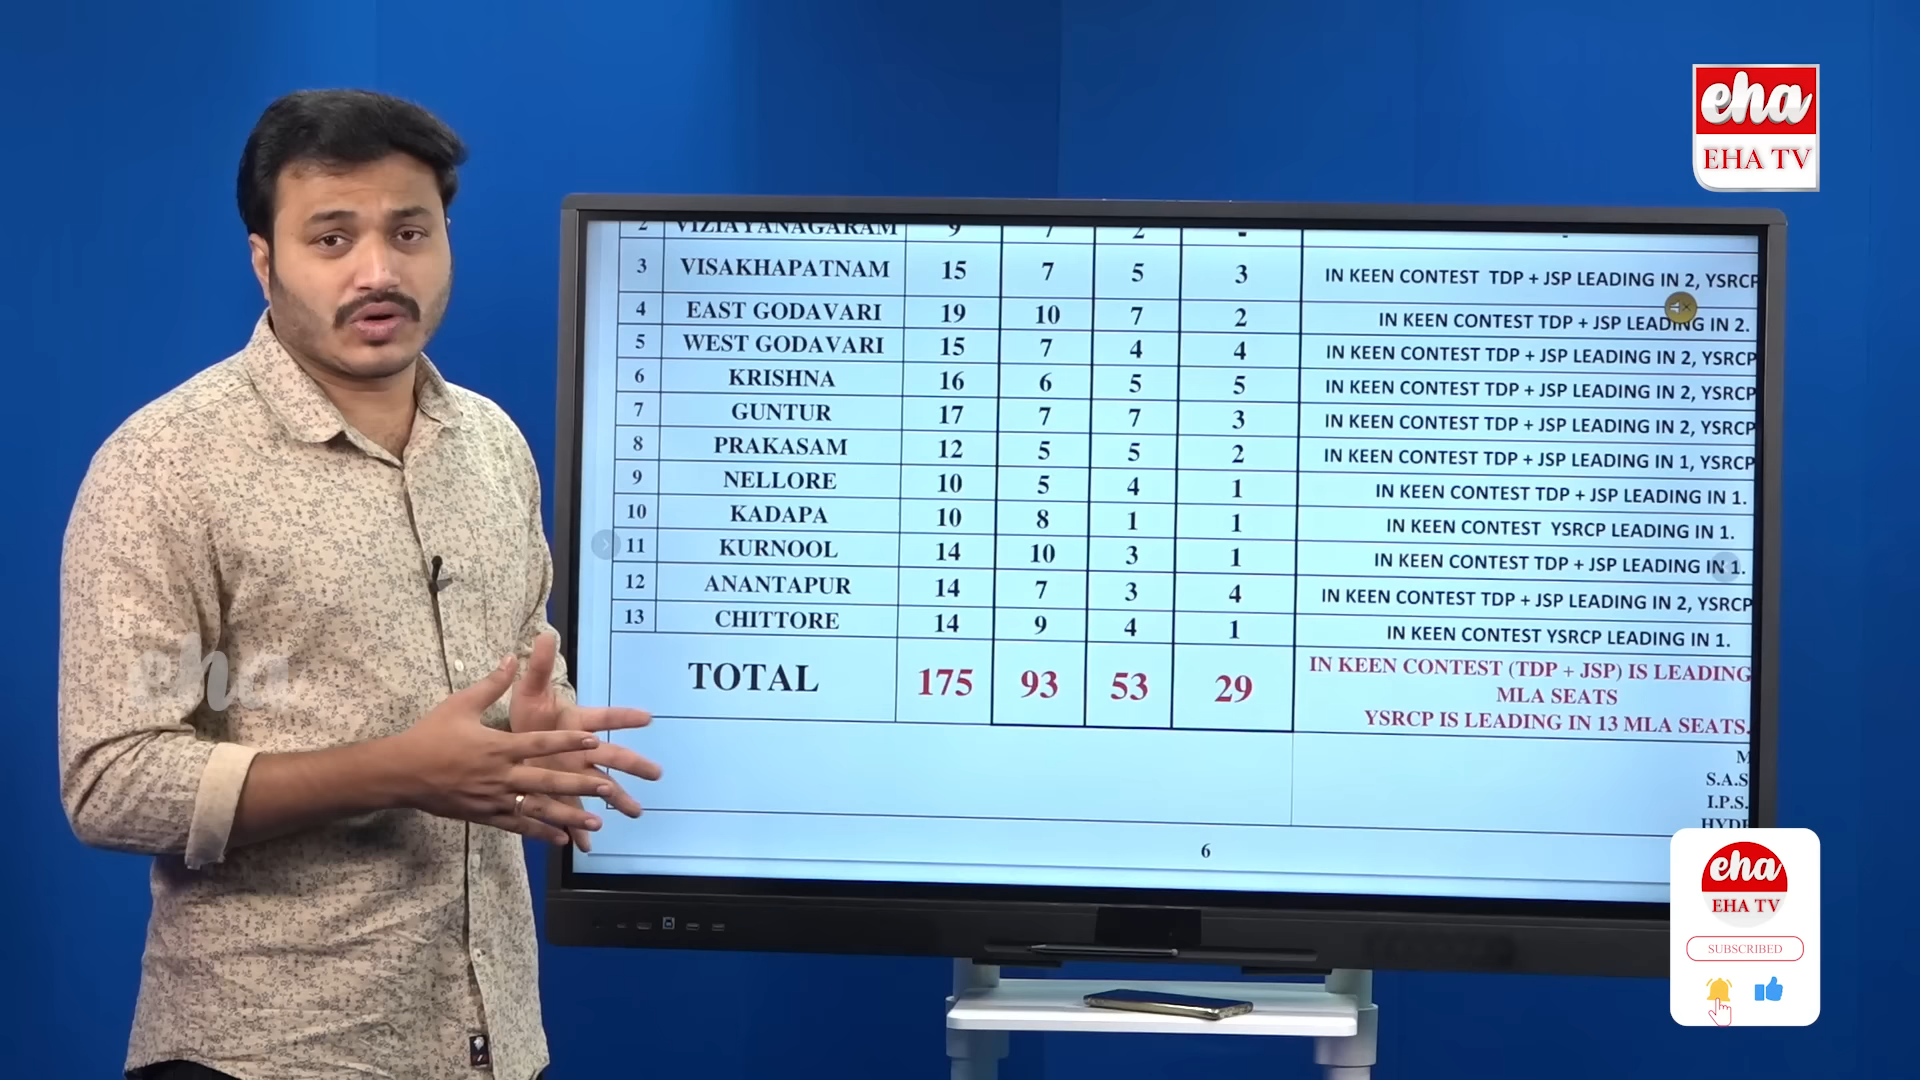 eha
EHA TV
2 VIZIAYANAGARAM 9 7 2 - -
3 VISAKHAPATNAM 15 7 5 3 IN KEEN CONTEST TDP + JSP LEADING IN 2, YSRCP
4 EAST GODAVARI 19 10 7 2 IN KEEN CONTEST TDP + JSP LEADING IN 2.
5 WEST GODAVARI 15 7 4 4 IN KEEN CONTEST TDP + JSP LEADING IN 2, YSRCP
6 KRISHNA 16 6 5 5 IN KEEN CONTEST TDP + JSP LEADING IN 2, YSRCP
7 GUNTUR 17 7 7 3 IN KEEN CONTEST TDP + JSP LEADING IN 2, YSRCP
8 PRAKASAM 12 5 5 2 IN KEEN CONTEST TDP + JSP LEADING IN 1, YSRCP
9 NELLORE 10 5 4 1 IN KEEN CONTEST TDP + JSP LEADING IN 1.
10 KADAPA 10 8 1 1 IN KEEN CONTEST YSRCP LEADING IN 1.
11 KURNOOL 14 10 3 1 IN KEEN CONTEST TDP + JSP LEADING IN 1.
12 ANANTAPUR 14 7 3 4 IN KEEN CONTEST TDP + JSP LEADING IN 2, YSRCP
13 CHITTORE 14 9 4 1 IN KEEN CONTEST YSRCP LEADING IN 1.
TOTAL 175 93 53 29 IN KEEN CONTEST (TDP + JSP) IS LEADING
MLA SEATS
YSRCP IS LEADING IN 13 MLA SEATS.
M
S.A.S
I.P.S.
6
eha
eha
EHA TV
SUBSCRIBED